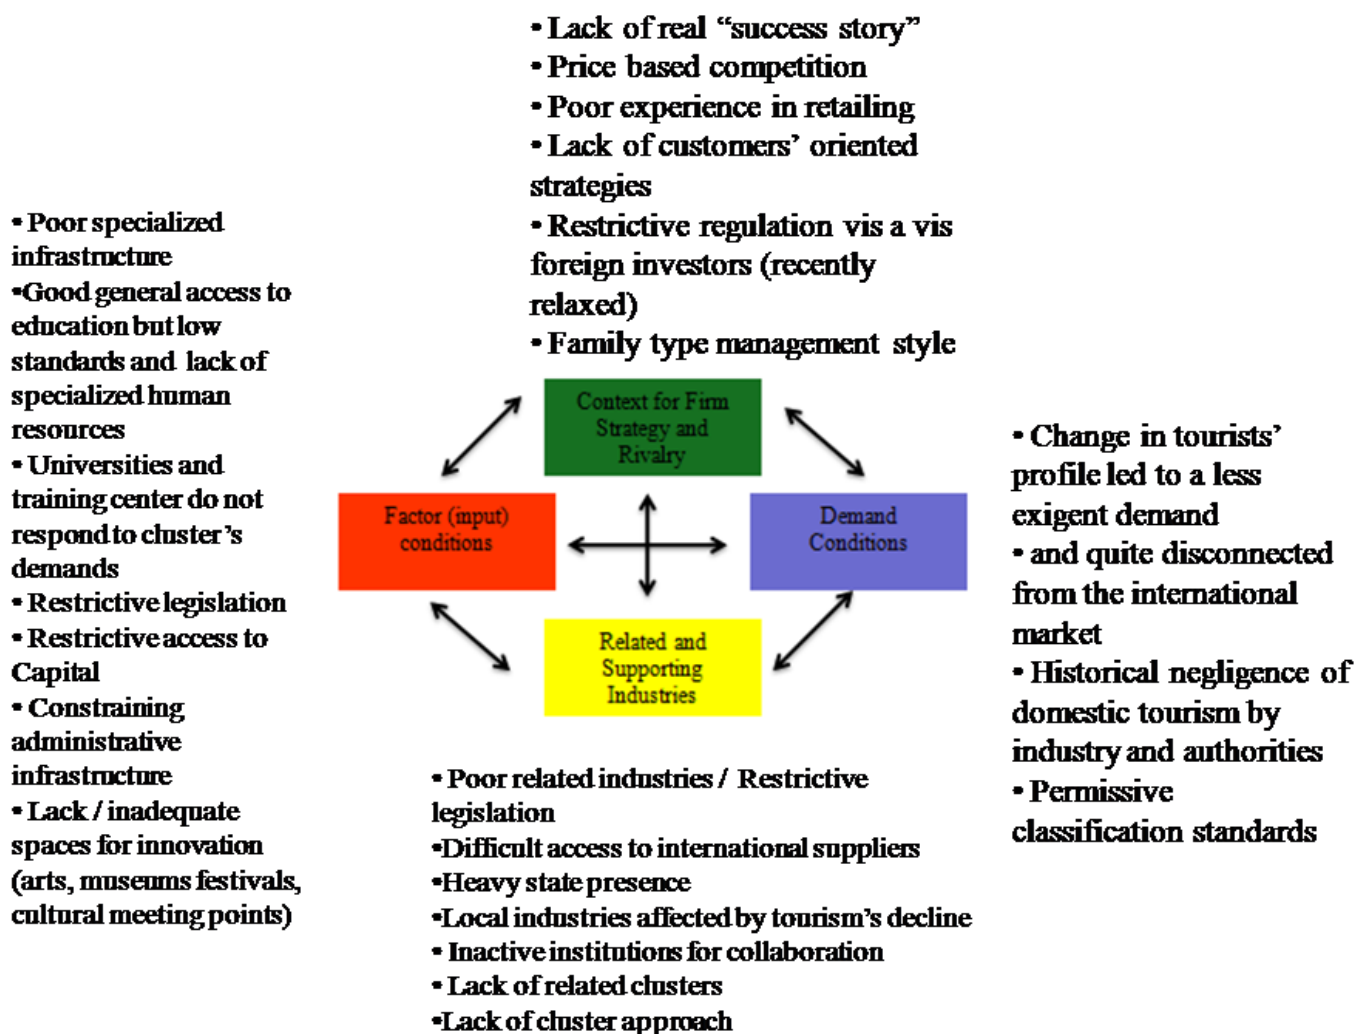 • Lack of real “success story”
• Price based competition
• Poor experience in retailing
• Lack of customers’ oriented
strategies
• Restrictive regulation vis a vis
foreign investors (recently
relaxed)
• Family type management style
• Poor specialized
infrastructure
•Good general access to
education but low
standards and lack of
specialized human
resources
• Universities and
training center do not
respond to cluster’s
demands
• Restrictive legislation
• Restrictive access to
Capital
• Constraining
administrative
infrastructure
• Lack / inadequate
spaces for innovation
(arts, museums festivals,
cultural meeting points)
Context for Firm
Strategy and
Rivalry
Factor (input)
conditions
Demand
Conditions
Related and
Supporting
Industries
• Change in tourists’
profile led to a less
exigent demand
• and quite disconnected
from the international
market
• Historical negligence of
domestic tourism by
industry and authorities
• Permissive
classification standards
• Poor related industries / Restrictive
legislation
•Difficult access to international suppliers
•Heavy state presence
•Local industries affected by tourism’s decline
• Inactive institutions for collaboration
• Lack of related clusters
•Lack of cluster approach